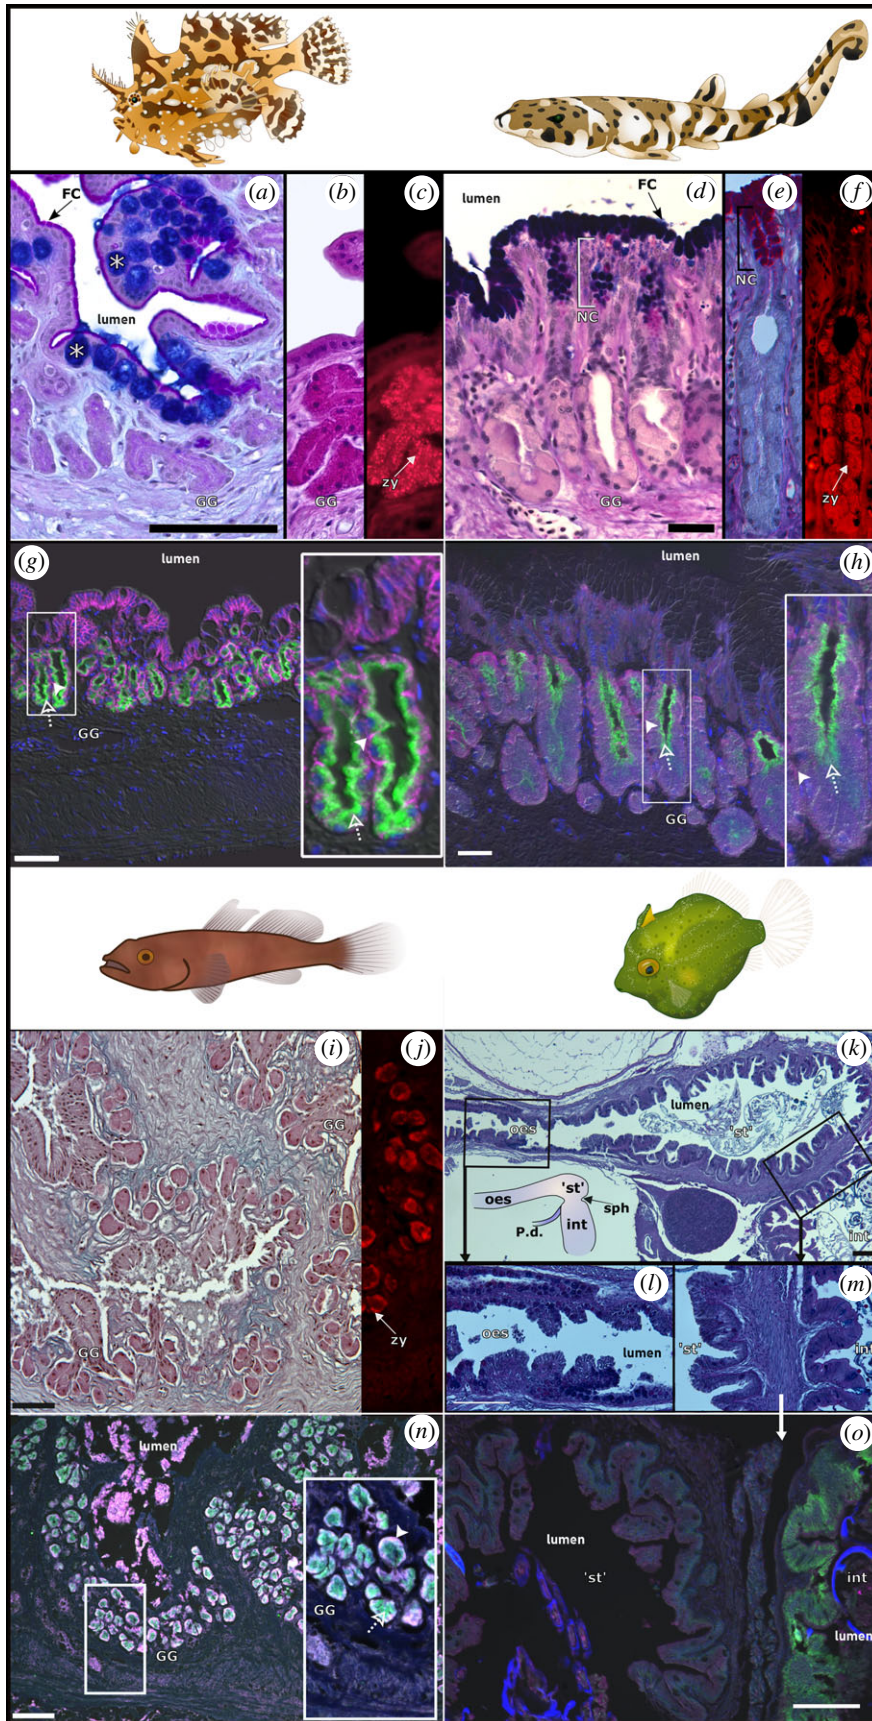 (a)
FC
*
lumen
*
GG
(b)
GG
(c)
zy
(d)
lumen
FC
NC
GG
(e)
NC
(f)
zy
(g)
lumen
GG
(h)
lumen
GG
(i)
GG
GG
(j)
zy
(k)
lumen
oes
'st'
'st'
oes
sph
P.d.
int
int
(l)
oes
lumen
(m)
'st'
int
(n)
lumen
GG
GG
(o)
lumen
'st'
int
lumen